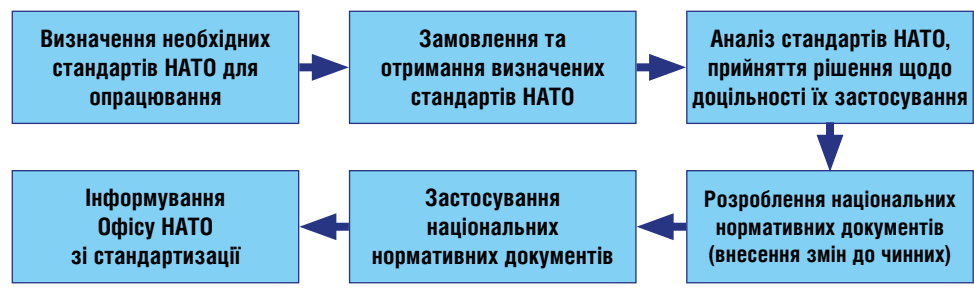 Визначення необхідних
стандартів НАТО для
опрацювання
Замовлення та
отримання визначених
стандартів НАТО
Аналіз стандартів НАТО,
прийняття рішення щодо
доцільності їх застосування
Розроблення національних
нормативних документів
(внесення змін до чинних)
Застосування
національних
нормативних документів
Інформування
Офісу НАТО
зі стандартизації